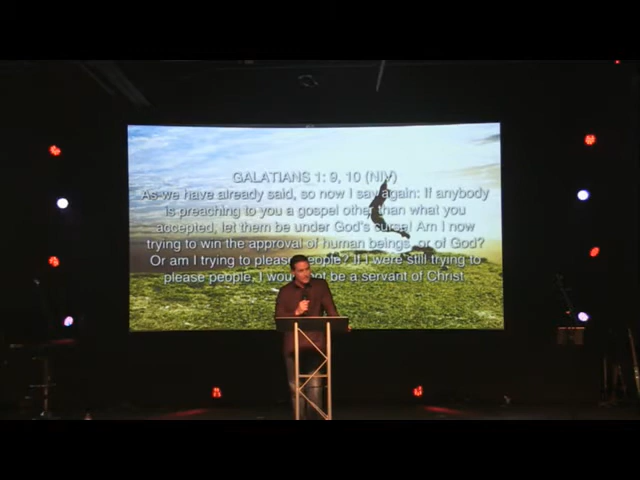 GALATIANS 1: 9, 10 (NIV)
As we have already said, so now I say again: If anybody
is preaching to you a gospel other than what you
accepted, let them be under God's curse! Am I now
trying to win the approval of human beings, or of God?
Or am I trying to please people? If I were still trying to
please people, I would not be a servant of Christ